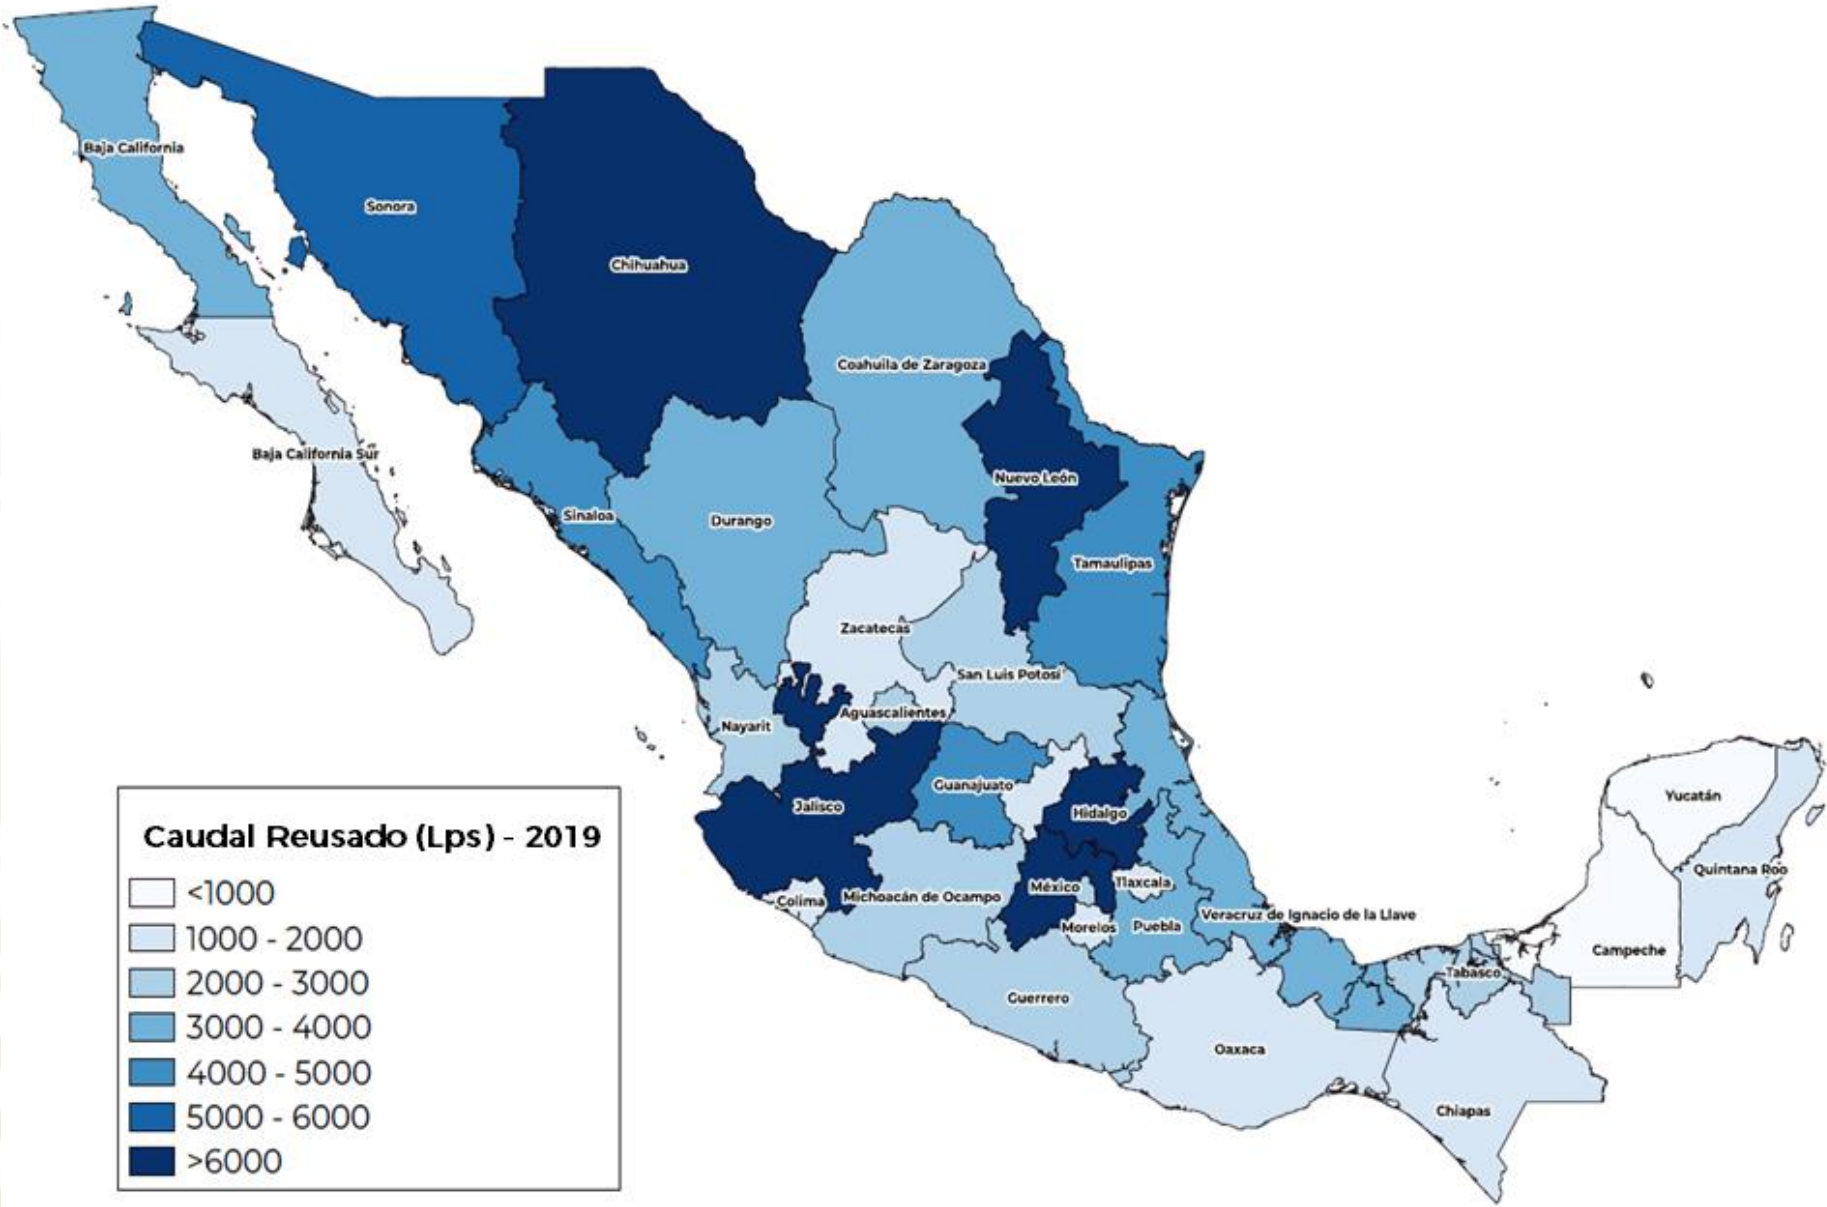 Baja California
Sonora
Chihuahua
Coahuila de Zaragoza
Baja California Sur
Nuevo León
Sinaloa
Durango
Tamaulipas
Zacatecas
San Luis Potosí
Aguascalientes
Nayarit
Guanajuato
Jalisco
Hidalgo
Yucatán
Quintana Roo
México
Tlaxcala
Colima
Michoacán de Ocampo
Morelos
Puebla
Veracruz de Ignacio de la Llave
Campeche
Tabasco
Guerrero
Oaxaca
Chiapas
Caudal Reusado (Lps) - 2019
<1000
1000 - 2000
2000 - 3000
3000 - 4000
4000 - 5000
5000 - 6000
>6000